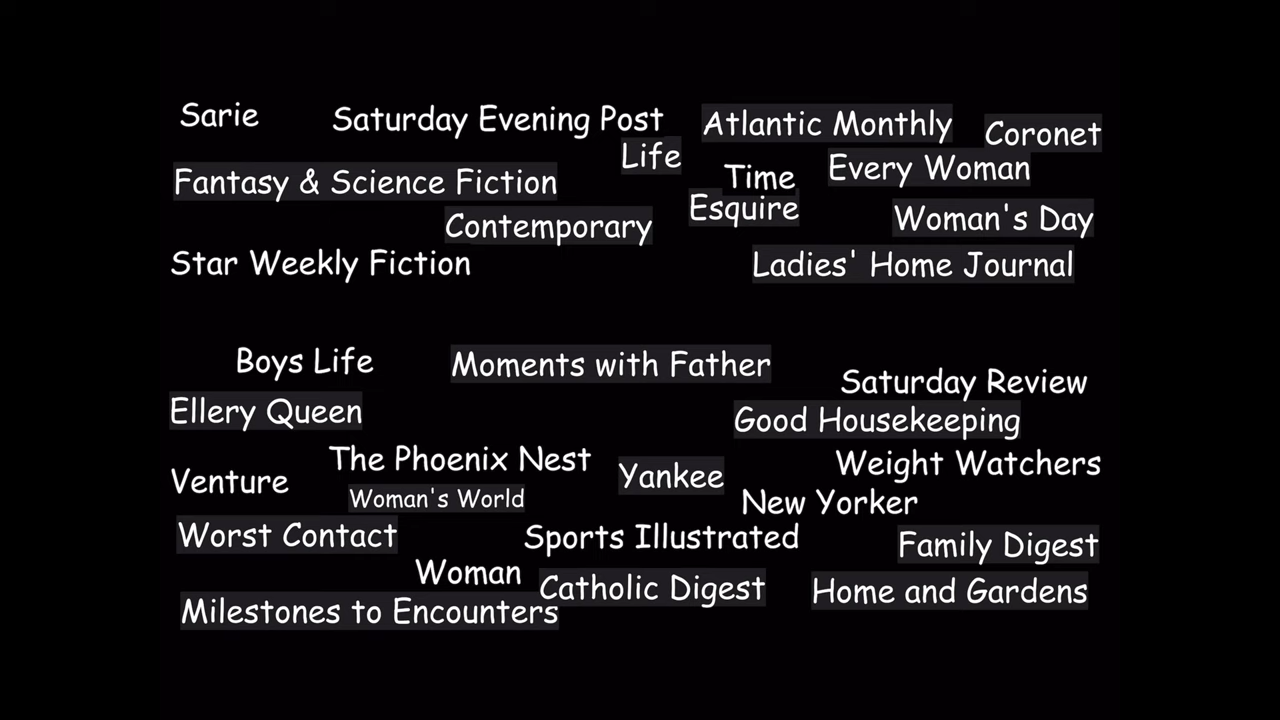 Sarie
Saturday Evening Post
Atlantic Monthly
Coronet
Life
Every Woman
Time
Fantasy & Science Fiction
Esquire
Woman's Day
Contemporary
Star Weekly Fiction
Ladies' Home Journal
Boys Life
Moments with Father
Saturday Review
Ellery Queen
Good Housekeeping
The Phoenix Nest
Weight Watchers
Yankee
Venture
Woman's World
New Yorker
Worst Contact
Sports Illustrated
Family Digest
Woman
Catholic Digest
Home and Gardens
Milestones to Encounters